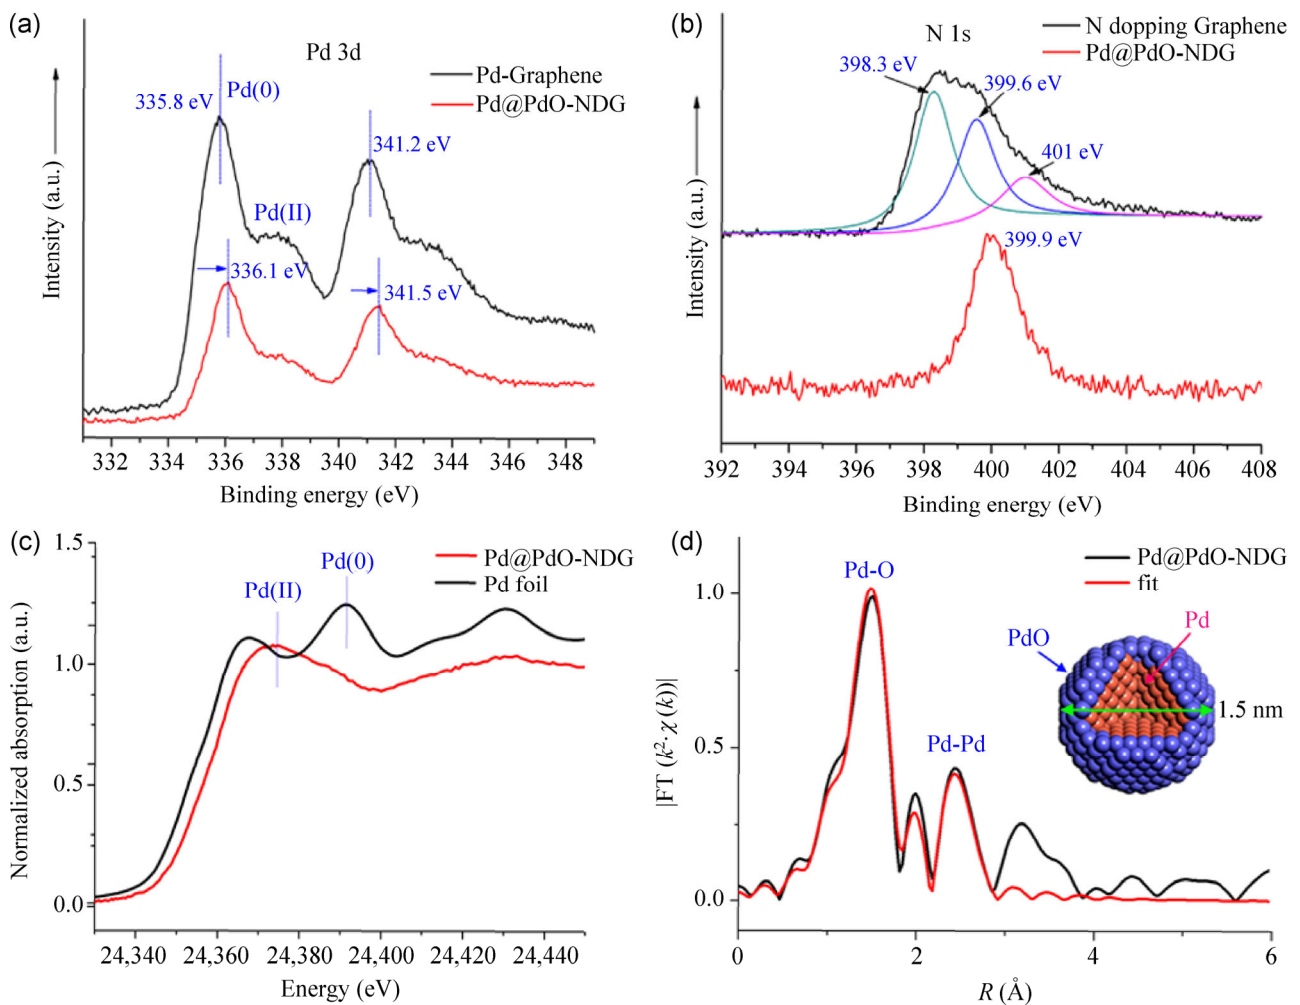 (a)
Pd 3d
Pd-Graphene
Pd@PdO-NDG
Pd(0)
335.8 eV
341.2 eV
Pd(II)
336.1 eV
341.5 eV
Intensity (a.u.)
332 334 336 338 340 342 344 346 348
Binding energy (eV)
(b)
N 1s
N dopping Graphene
Pd@PdO-NDG
398.3 eV
399.6 eV
401 eV
399.9 eV
Intensity (a.u.)
392 394 396 398 400 402 404 406 408
Binding energy (eV)
(c)
Pd@PdO-NDG
Pd foil
Pd(0)
Pd(II)
1.5
1.0
0.5
0.0
Normalized absorption (a.u.)
24,340 24,360 24,380 24,400 24,420 24,440
Energy (eV)
(d)
Pd@PdO-NDG
fit
Pd-O
Pd-Pd
Pd
PdO
1.5 nm
1.0
0.5
0.0
|FT (k²·χ (k))|
0 2 4 6
R (Å)